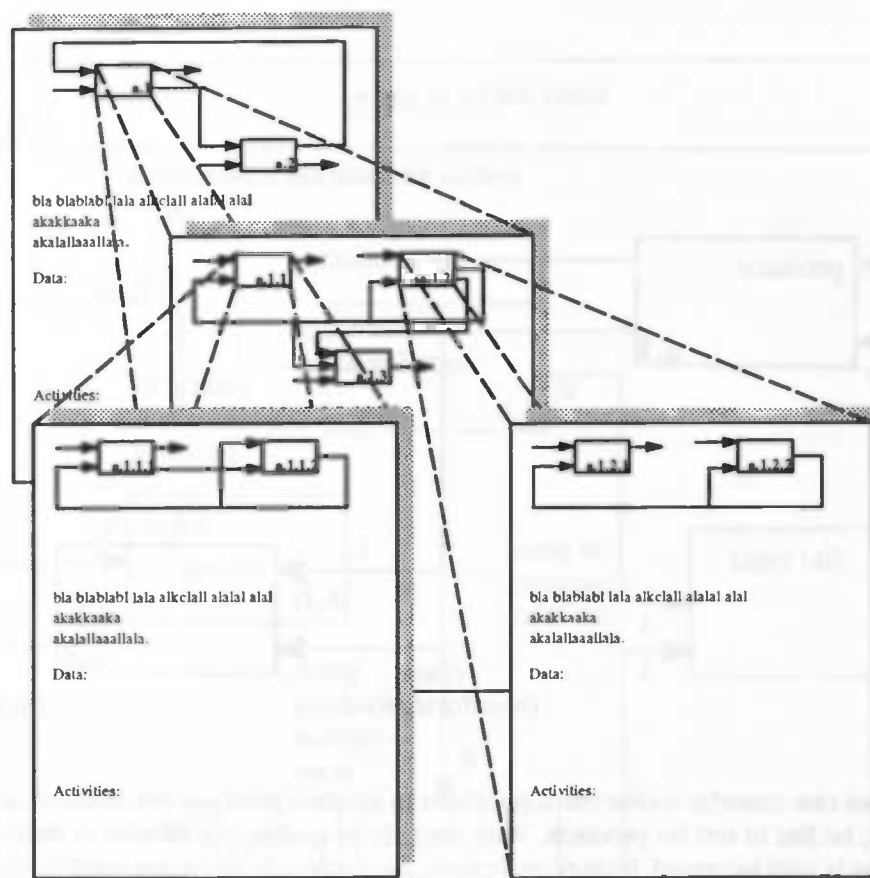 a.1
a.2
bla blablabl lala alkclall alalal alal
akakkaaka
akalallaaallala.
Data:
Activities:
a.1.1
a.1.2
a.1.3
a.1.1.1
a.1.1.2
bla blablabl lala alkclall alalal alal
akakkaaka
akalallaaallala.
Data:
Activities:
a.1.2.1
a.1.2.2
bla blablabl lala alkclall alalal alal
akakkaaka
akalallaaallala.
Data:
Activities: